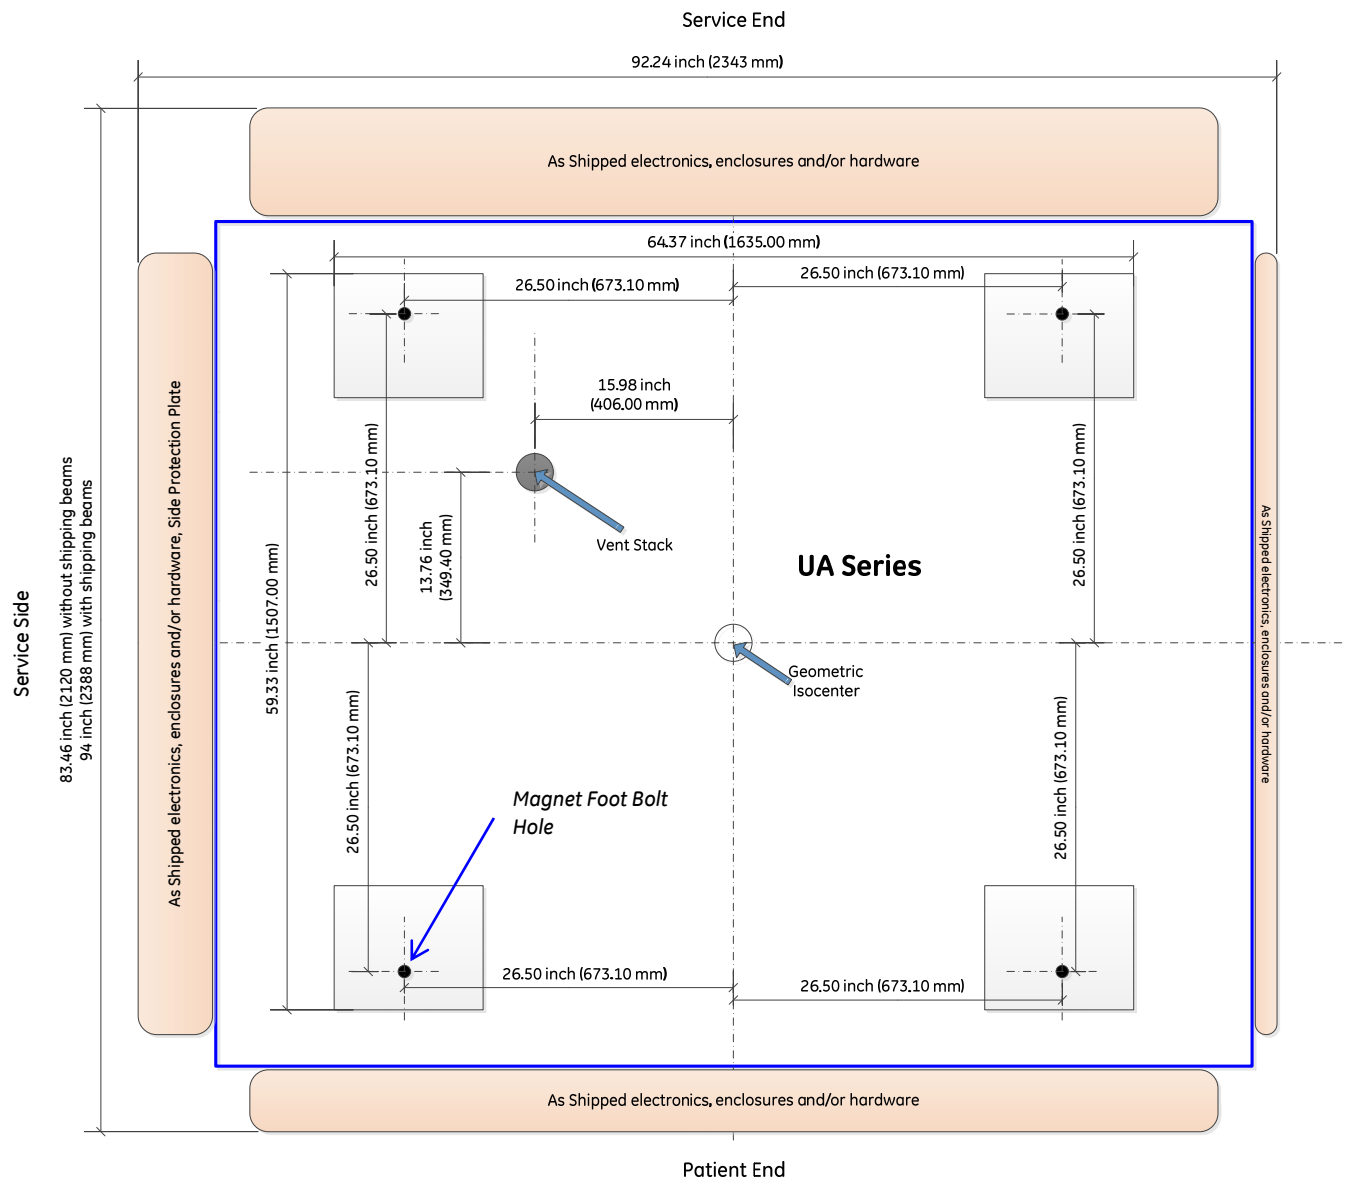 Service End
92.24 inch (2343 mm)
As Shipped electronics, enclosures and/or hardware
64.37 inch (1635.00 mm)
26.50 inch (673.10 mm)
26.50 inch (673.10 mm)
15.98 inch
(406.00 mm)
Vent Stack
26.50 inch (673.10 mm)
13.76 inch
(349.40 mm)
26.50 inch (673.10 mm)
UA Series
Geometric
Isocenter
Service Side
83.46 inch (2120 mm) without shipping beams
94 inch (2388 mm) with shipping beams
As Shipped electronics, enclosures and/or hardware, Side Protection Plate
59.33 inch (1507.00 mm)
As Shipped electronics, enclosures and/or hardware
26.50 inch (673.10 mm)
26.50 inch (673.10 mm)
Magnet Foot Bolt
Hole
26.50 inch (673.10 mm)
26.50 inch (673.10 mm)
As Shipped electronics, enclosures and/or hardware
Patient End